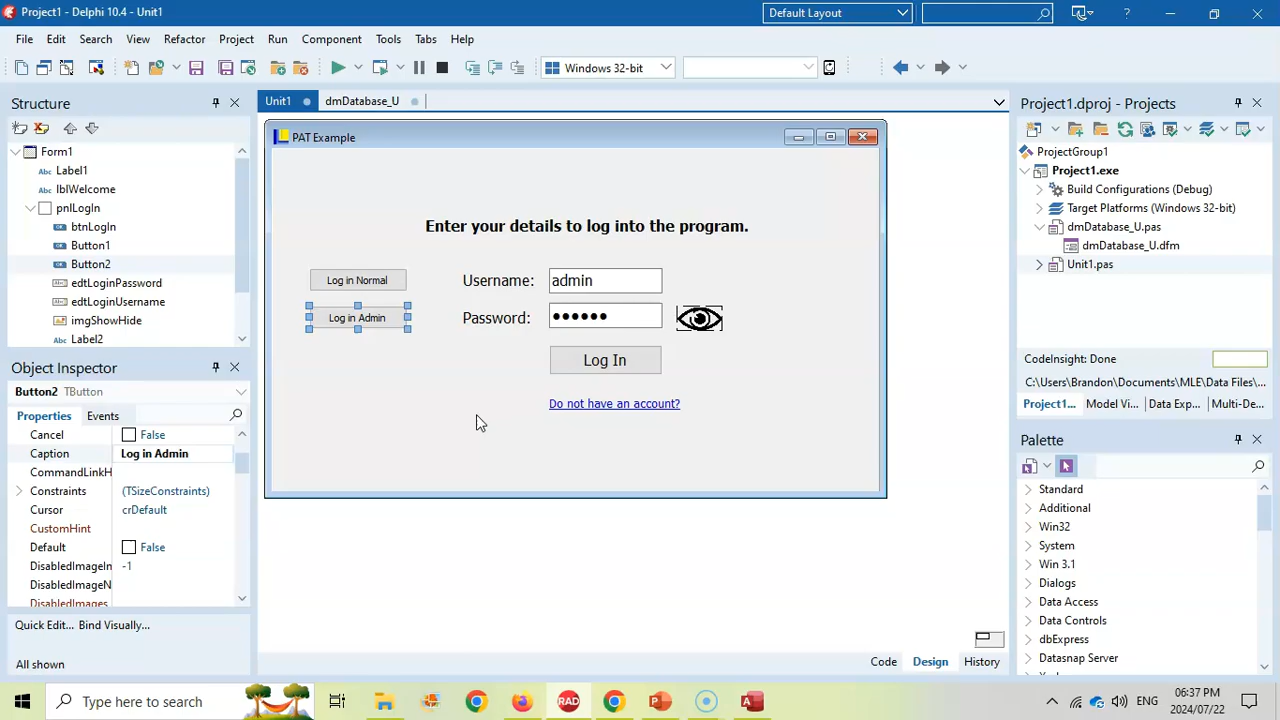 Project1 - Delphi 10.4 - Unit1
Default Layout
File Edit Search View Refactor Project Run Component Tools Tabs Help
Windows 32-bit
Structure
Form1
Label1
lblWelcome
pnlLogIn
btnLogIn
Button1
Button2
edtLoginPassword
edtLoginUsername
imgShowHide
Label2
Object Inspector
Button2 TButton
Properties Events
Cancel False
Caption Log in Admin
CommandLinkH
Constraints (TSizeConstraints)
Cursor crDefault
CustomHint
Default False
DisabledImageIn -1
DisabledImageN
DisabledImages
Quick Edit... Bind Visually...
All shown
Unit1 dmDatabase_U
PAT Example
Enter your details to log into the program.
Log in Normal Username: admin
Log in Admin Password: ●●●●●●
Log In
Do not have an account?
Code Design History
Project1.dproj - Projects
ProjectGroup1
Project1.exe
Build Configurations (Debug)
Target Platforms (Windows 32-bit)
dmDatabase_U.pas
dmDatabase_U.dfm
Unit1.pas
CodeInsight: Done
C:\Users\Brandon\Documents\MLE\Data Files\...
Project1... Model Vi... Data Exp... Multi-De...
Palette
Standard
Additional
Win32
System
Win 3.1
Dialogs
Data Access
Data Controls
dbExpress
Datasnap Server
Type here to search
RAD
ENG
06:37 PM
2024/07/22